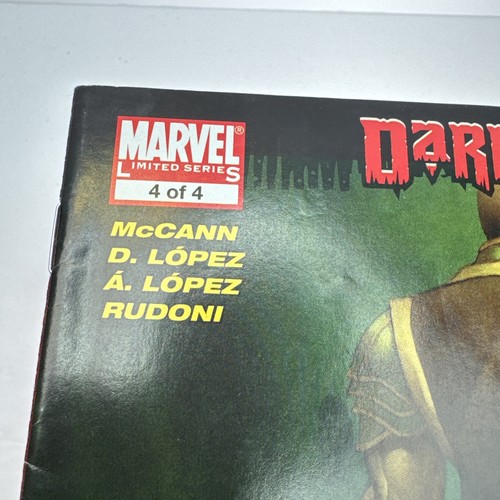 MARVEL®
LIMITED SERIES
4 of 4
McCANN
D. LÓPEZ
Á. LÓPEZ
RUDONI